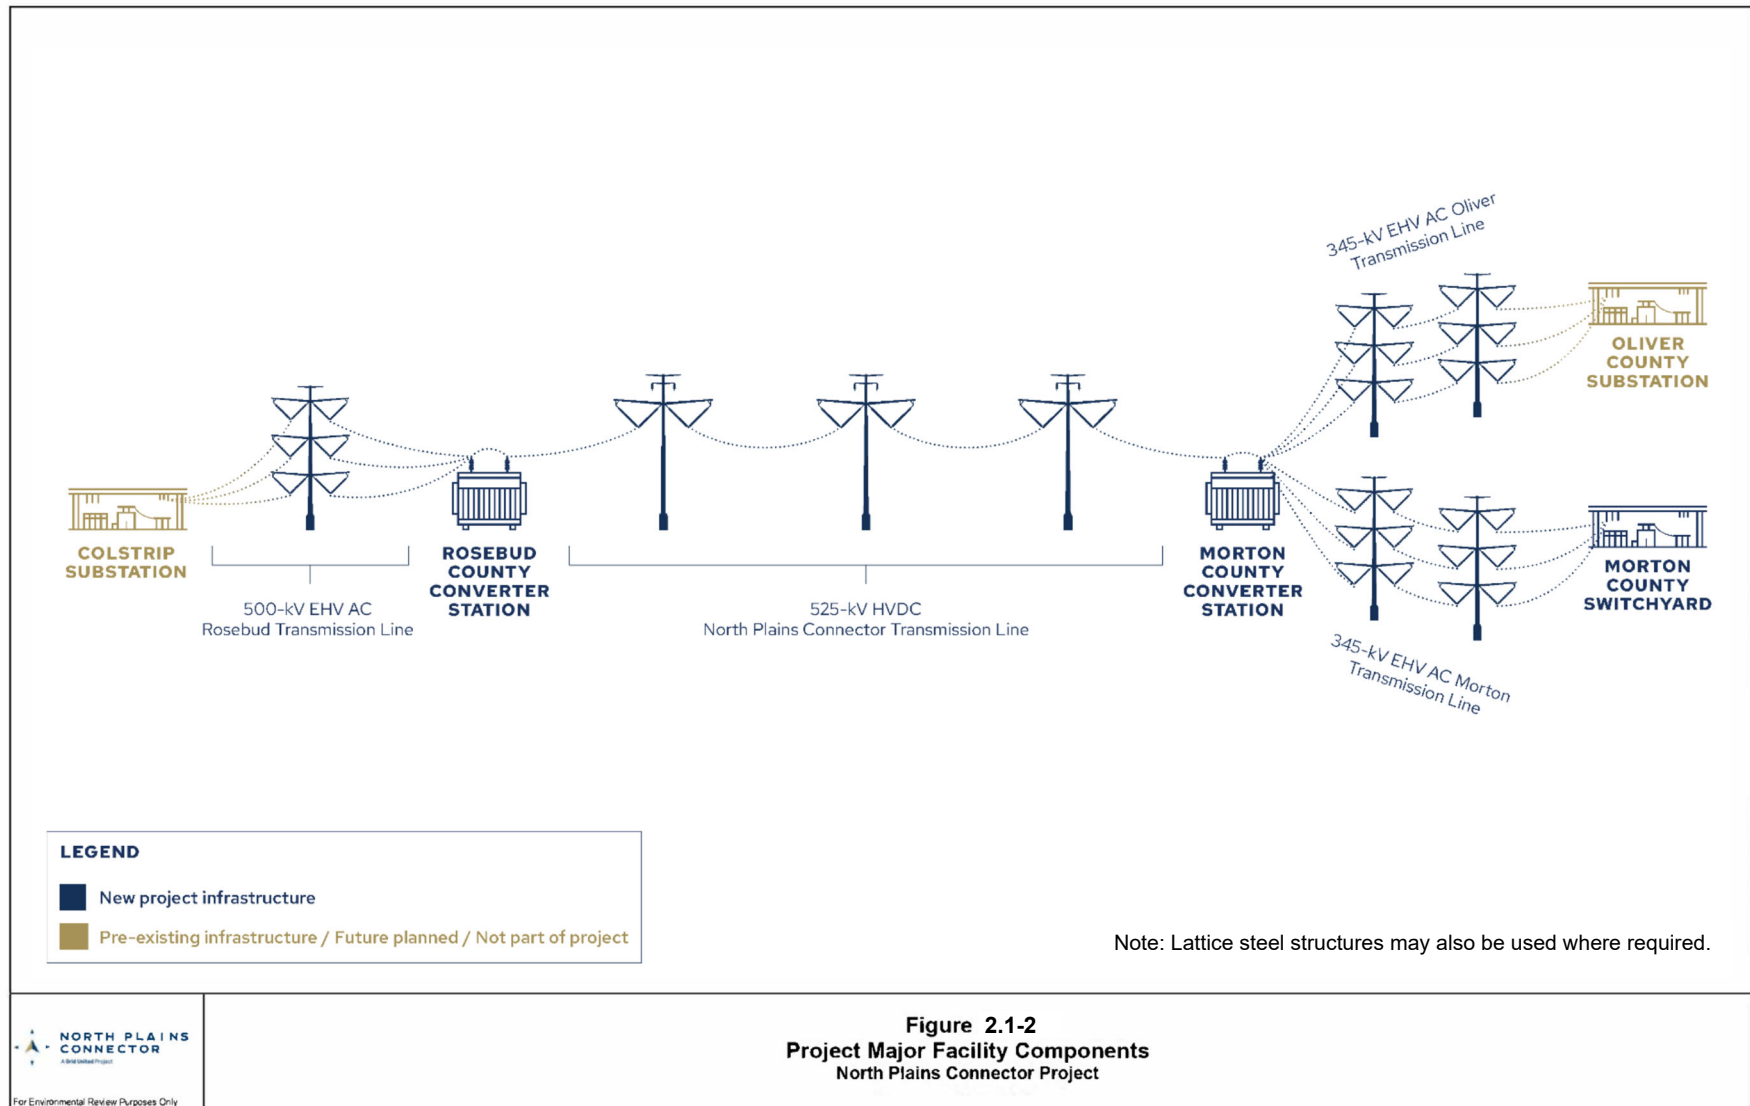 345-kV EHV AC Oliver
Transmission Line
OLIVER
COUNTY
SUBSTATION
COLSTRIP
SUBSTATION
500-kV EHV AC
Rosebud Transmission Line
ROSEBUD
COUNTY
CONVERTER
STATION
525-kV HVDC
North Plains Connector Transmission Line
MORTON
COUNTY
CONVERTER
STATION
MORTON
COUNTY
SWITCHYARD
345-kV EHV AC Morton
Transmission Line
LEGEND
New project infrastructure
Pre-existing infrastructure / Future planned / Not part of project
Note: Lattice steel structures may also be used where required.
NORTH PLAINS
CONNECTOR
A Grid United Project
For Environmental Review Purposes Only
Figure 2.1-2
Project Major Facility Components
North Plains Connector Project